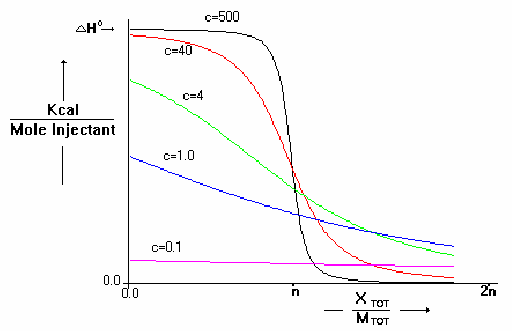 c=500
△H°→
c=40
c=4
Kcal
Mole Injectant
c=1.0
c=0.1
0.0
0.0 n 2n
X TOT
M TOT